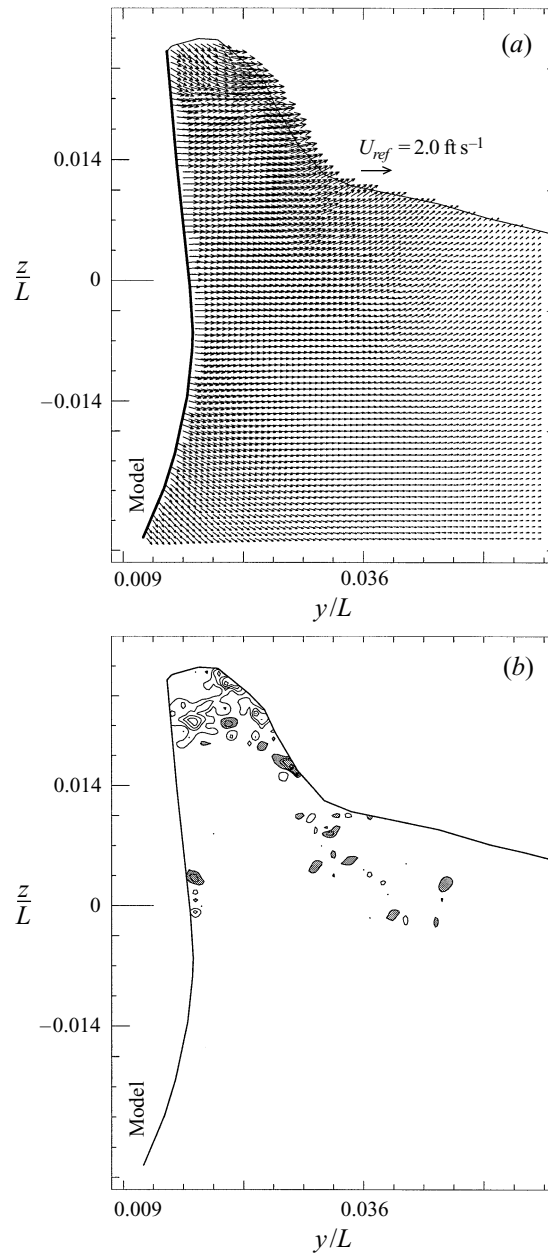 (a)
U_ref = 2.0 ft s⁻¹
0.014
z/L
0
−0.014
Model
0.009
0.036
y/L
(b)
0.014
z/L
0
−0.014
Model
0.009
0.036
y/L